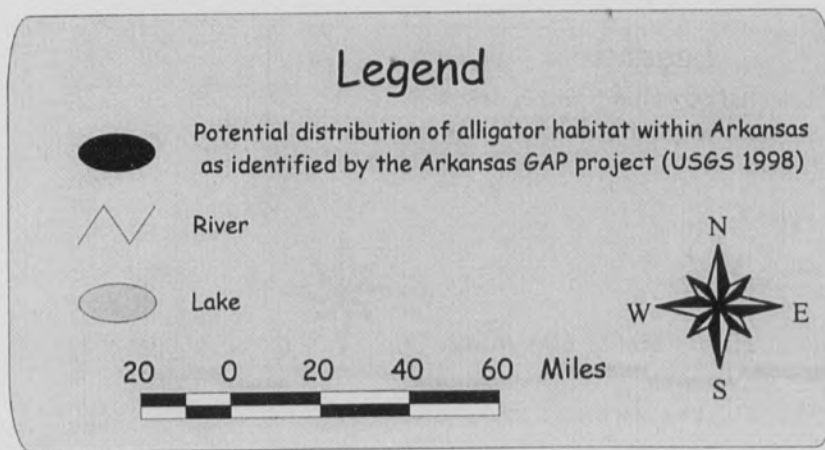 Legend
Potential distribution of alligator habitat within Arkansas
as identified by the Arkansas GAP project (USGS 1998)
River
Lake
N
W E
S
20 0 20 40 60 Miles